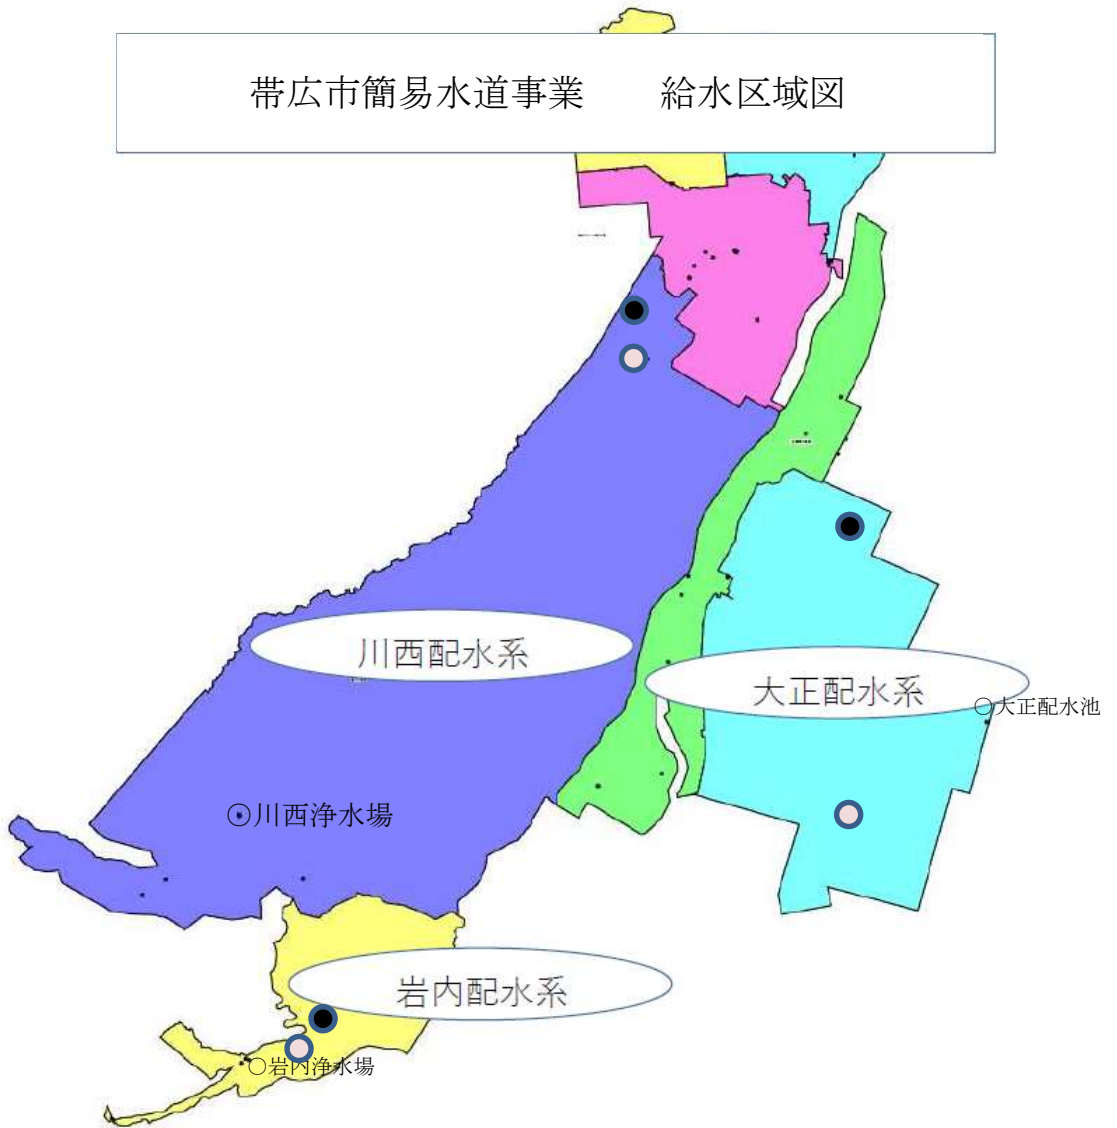 帯広市簡易水道事業　　給水区域図
川西配水系
大正配水系
○大正配水池
◉川西浄水場
岩内配水系
○岩内浄水場